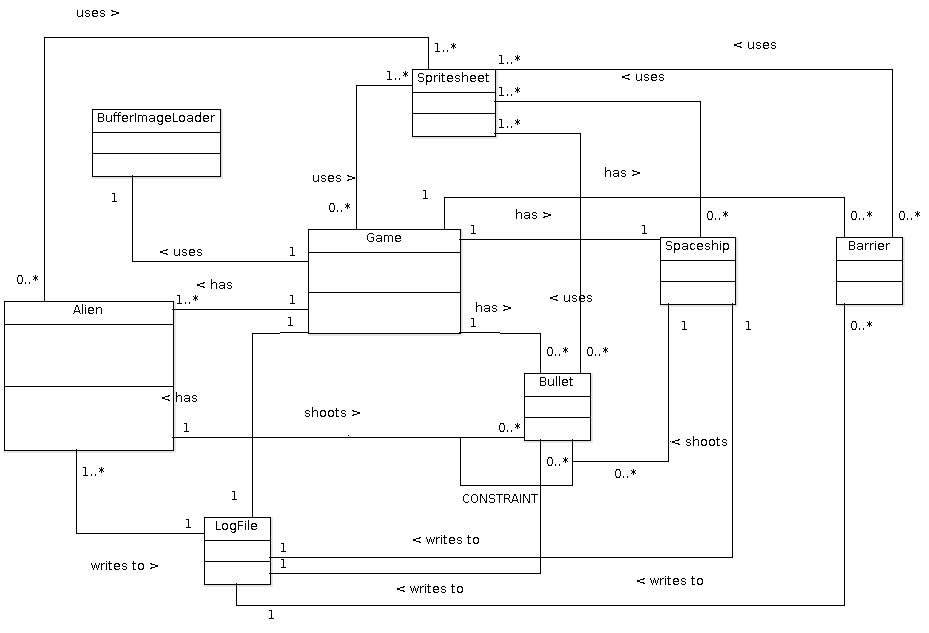 uses >
1..*
< uses
1..*
1..*
Spritesheet
< uses
1..*
BufferImageLoader
1..*
has >
uses >
1
1
0..*
has >
0..*
0..*
0..*
Game
1
1
Spaceship
Barrier
< uses
1
0..*
< has
1..*
1
< uses
Alien
has >
1
1
1
1
0..*
0..*
0..*
Bullet
< has
shoots >
1
0..*
< shoots
0..*
0..*
1..*
CONSTRAINT
1
1
LogFile
< writes to
1
1
writes to >
< writes to
< writes to
1